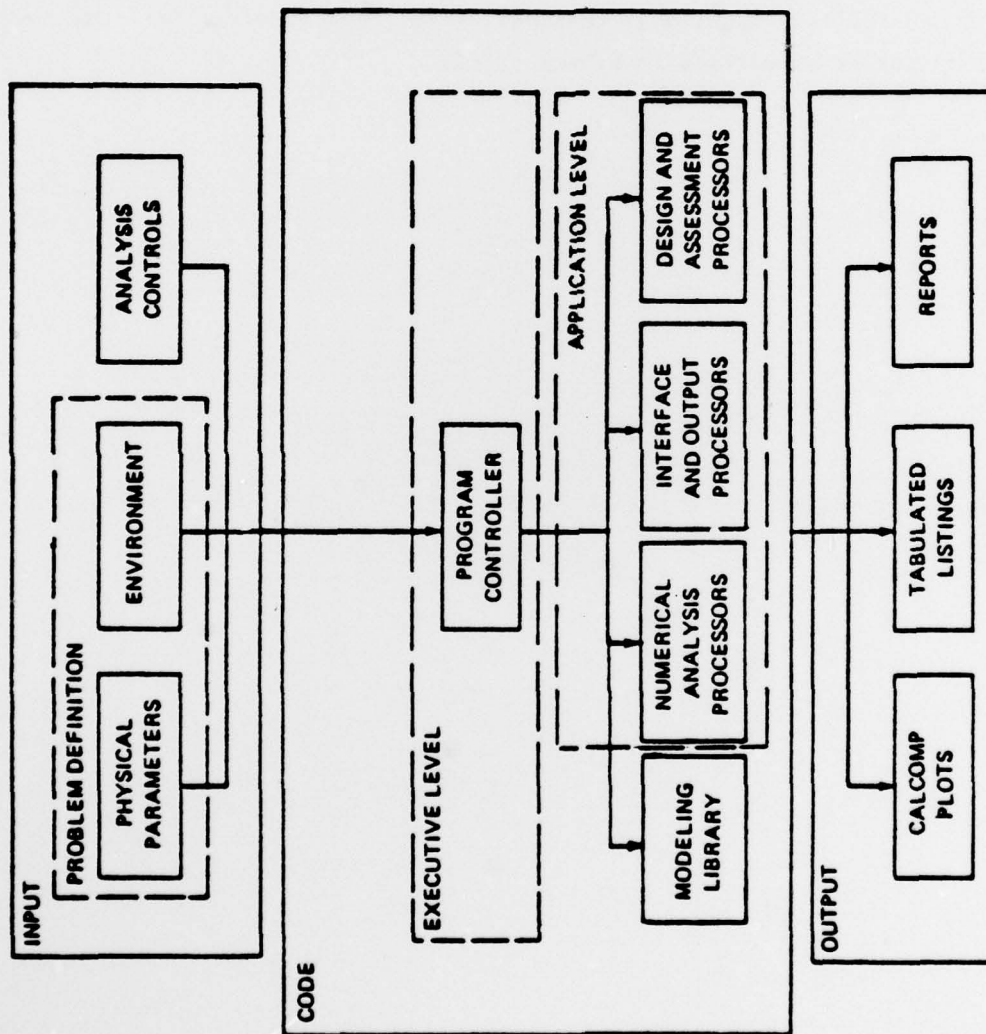 INPUT
PROBLEM DEFINITION
PHYSICAL
PARAMETERS
ENVIRONMENT
ANALYSIS
CONTROLS
CODE
EXECUTIVE LEVEL
PROGRAM
CONTROLLER
APPLICATION LEVEL
MODELING
LIBRARY
NUMERICAL
ANALYSIS
PROCESSORS
INTERFACE
AND OUTPUT
PROCESSORS
DESIGN AND
ASSESSMENT
PROCESSORS
OUTPUT
CALCOMP
PLOTS
TABULATED
LISTINGS
REPORTS